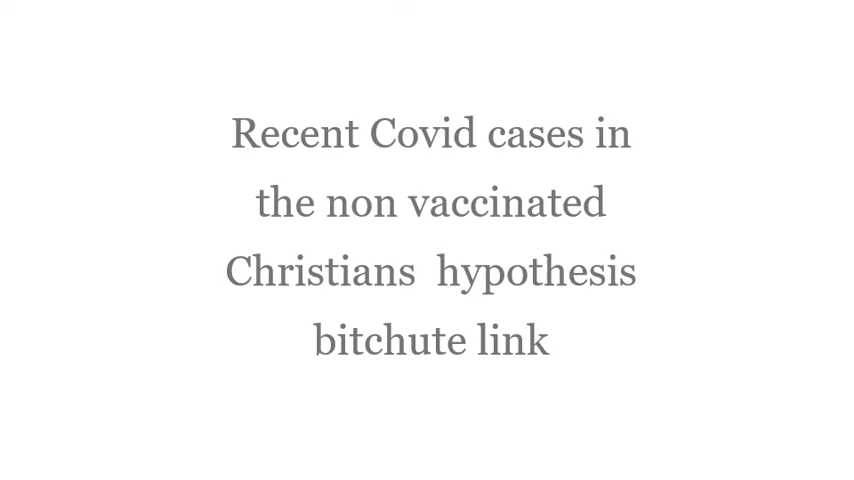 Recent Covid cases in
the non vaccinated
Christians  hypothesis
bitchute link